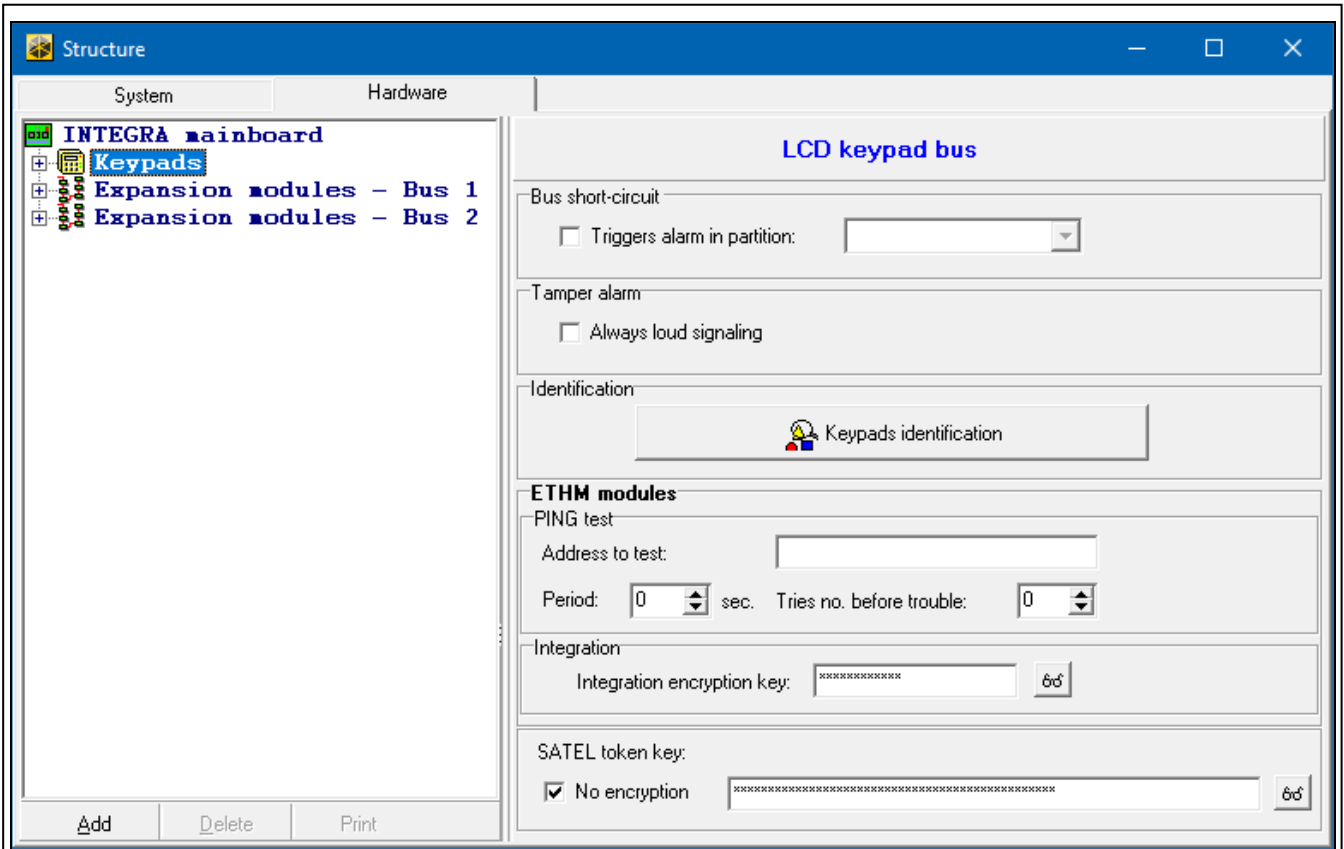 Structure
System Hardware
INTEGRA mainboard
Keypads
Expansion modules - Bus 1
Expansion modules - Bus 2
Add Delete Print
LCD keypad bus
Bus short-circuit
Triggers alarm in partition:
Tamper alarm
Always loud signaling
Identification
Keypads identification
ETHM modules
PING test
Address to test:
Period: 0 sec. Tries no. before trouble: 0
Integration
Integration encryption key: ************
SATEL token key:
No encryption ***********************************************